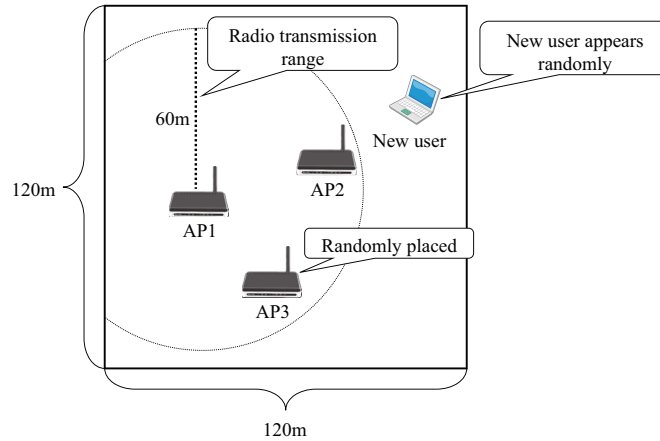 Radio transmission
range
New user appears
randomly
60m
New user
120m
AP2
AP1
Randomly placed
AP3
120m